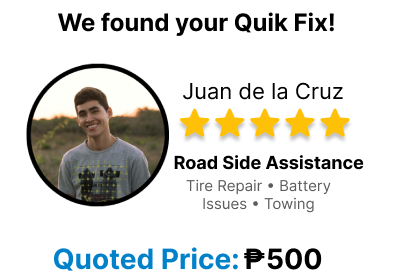 We found your Quik Fix!
Juan de la Cruz
Road Side Assistance
Tire Repair • Battery
Issues • Towing
Quoted Price: ₱500